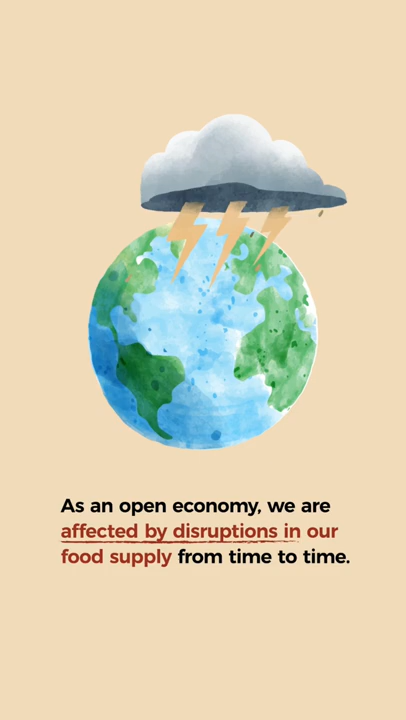 As an open economy, we are
affected by disruptions in our
food supply from time to time.